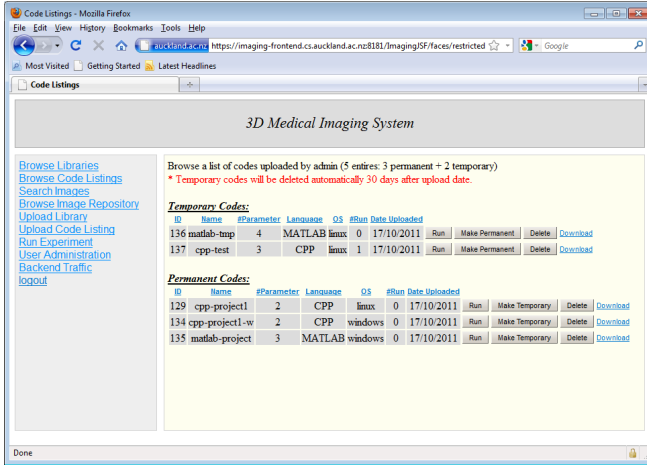 Code Listings - Mozilla Firefox
File Edit View History Bookmarks Tools Help
auckland.ac.nz https://imaging-frontend.cs.auckland.ac.nz:8181/ImagingJSF/faces/restricted Google
Most Visited Getting Started Latest Headlines
Code Listings
3D Medical Imaging System
Browse Libraries
Browse Code Listings
Search Images
Browse Image Repository
Upload Library
Upload Code Listing
Run Experiment
User Administration
Backend Traffic
logout
Browse a list of codes uploaded by admin (5 entires: 3 permanent + 2 temporary)
* Temporary codes will be deleted automatically 30 days after upload date.
Temporary Codes:
ID Name #Parameter Language OS #Run Date Uploaded
136 matlab-tmp 4 MATLAB linux 0 17/10/2011 Run Make Permanent Delete Download
137 cpp-test 3 CPP linux 1 17/10/2011 Run Make Permanent Delete Download
Permanent Codes:
ID Name #Parameter Language OS #Run Date Uploaded
129 cpp-project1 2 CPP linux 0 17/10/2011 Run Make Temporary Delete Download
134 cpp-project1-w 2 CPP windows 0 17/10/2011 Run Make Temporary Delete Download
135 matlab-project 3 MATLAB windows 0 17/10/2011 Run Make Temporary Delete Download
Done